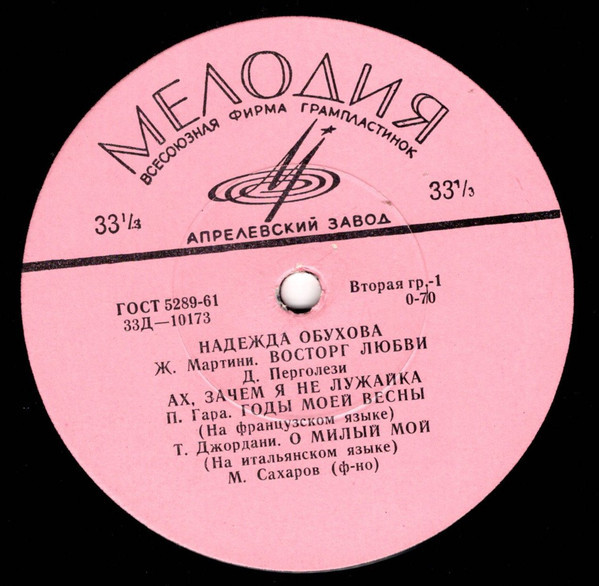 МЕЛОДИЯ
ВСЕСОЮЗНАЯ ФИРМА ГРАМПЛАСТИНОК
33⅓
33⅓
АПРЕЛЕВСКИЙ ЗАВОД
ГОСТ 5289-61
33Д—10173
Вторая гр.-1
0-70
НАДЕЖДА ОБУХОВА
Ж. Мартини. ВОСТОРГ ЛЮБВИ
Д. Перголези
АХ, ЗАЧЕМ Я НЕ ЛУЖАЙКА
П. Гара. ГОДЫ МОЕЙ ВЕСНЫ
(На французском языке)
Т. Джордани. О МИЛЫЙ МОЙ
(На итальянском языке)
М. Сахаров (ф-но)